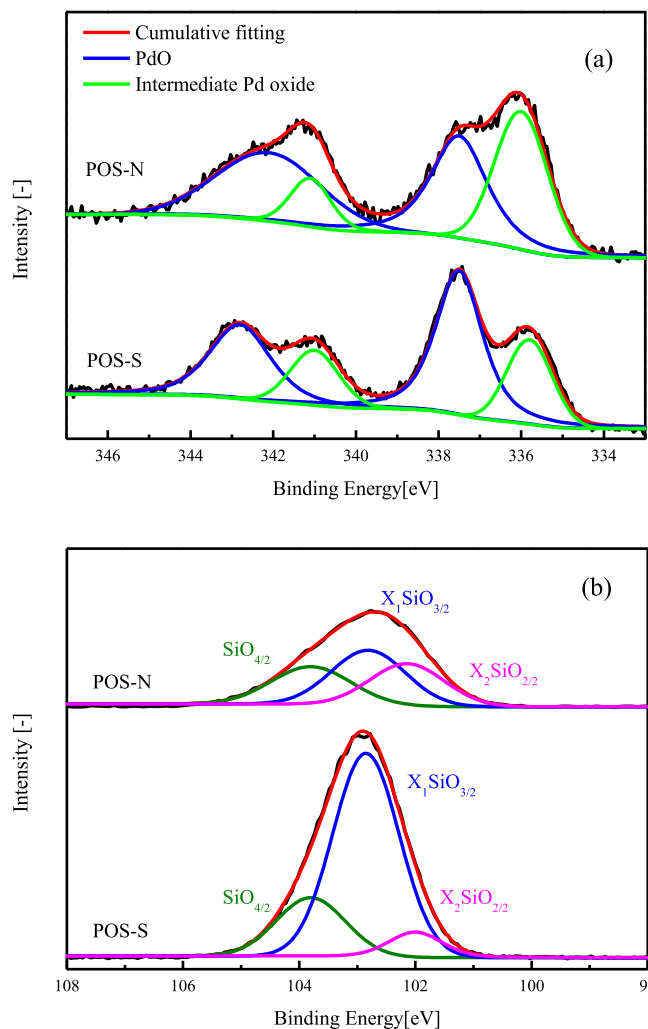 Cumulative fitting
PdO
Intermediate Pd oxide
(a)
POS-N
POS-S
Intensity [-]
346 344 342 340 338 336 334
Binding Energy[eV]
(b)
X1SiO3/2
SiO4/2
X2SiO2/2
POS-N
X1SiO3/2
SiO4/2
X2SiO2/2
POS-S
Intensity [-]
108 106 104 102 100 9
Binding Energy[eV]